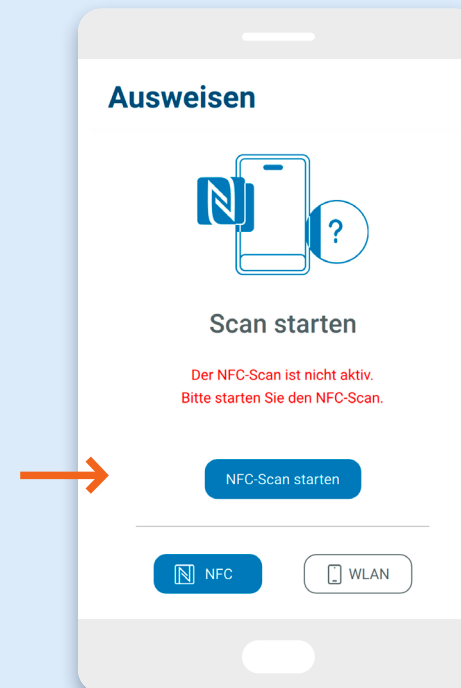 Ausweisen
?
Scan starten
Der NFC-Scan ist nicht aktiv.
Bitte starten Sie den NFC-Scan.
NFC-Scan starten
NFC
WLAN